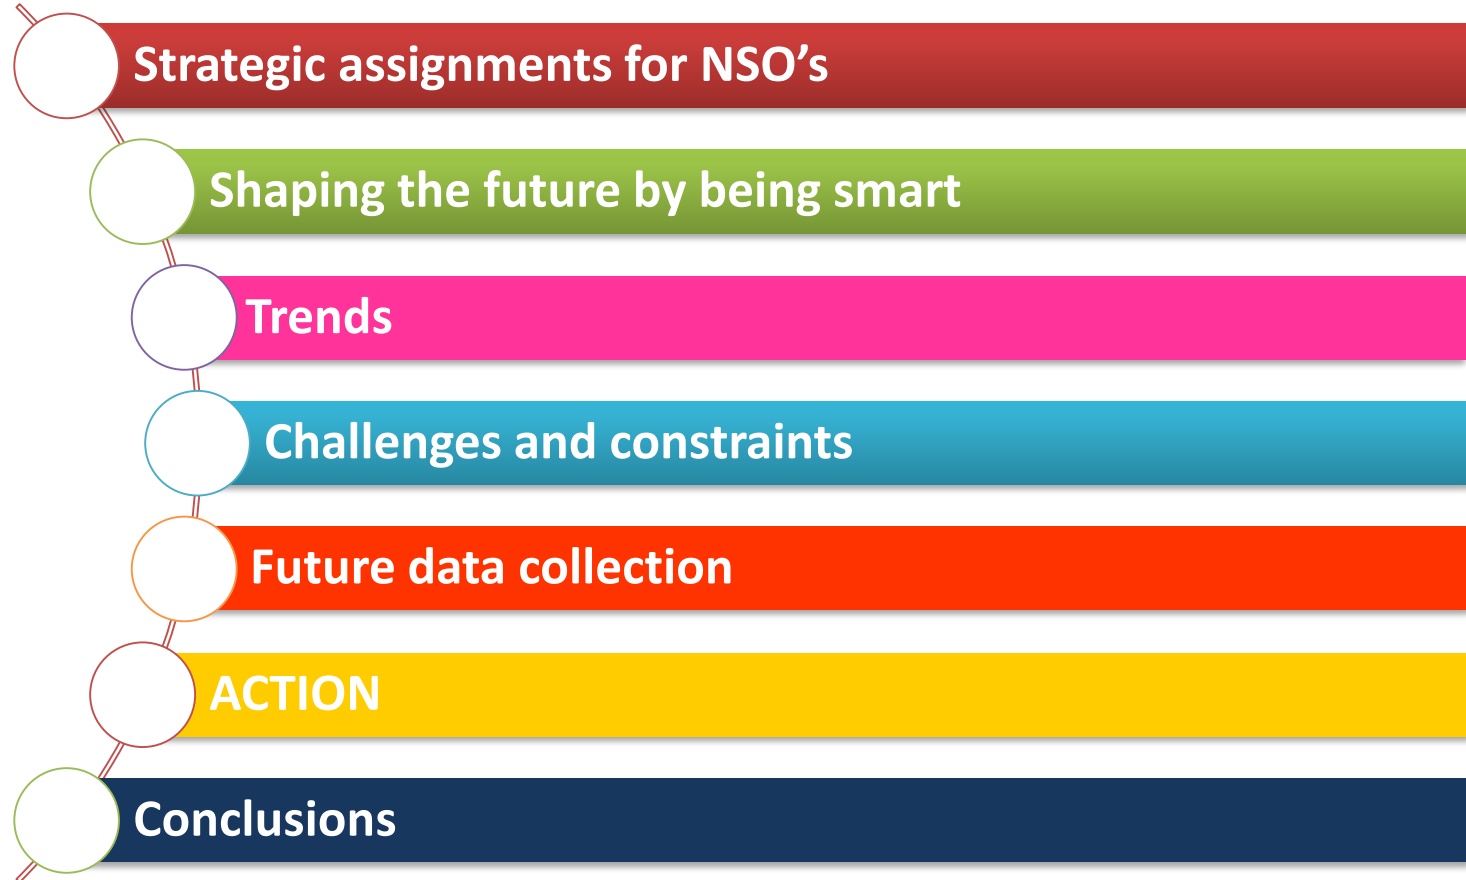 Strategic assignments for NSO’s
Shaping the future by being smart
Trends
Challenges and constraints
Future data collection
ACTION
Conclusions